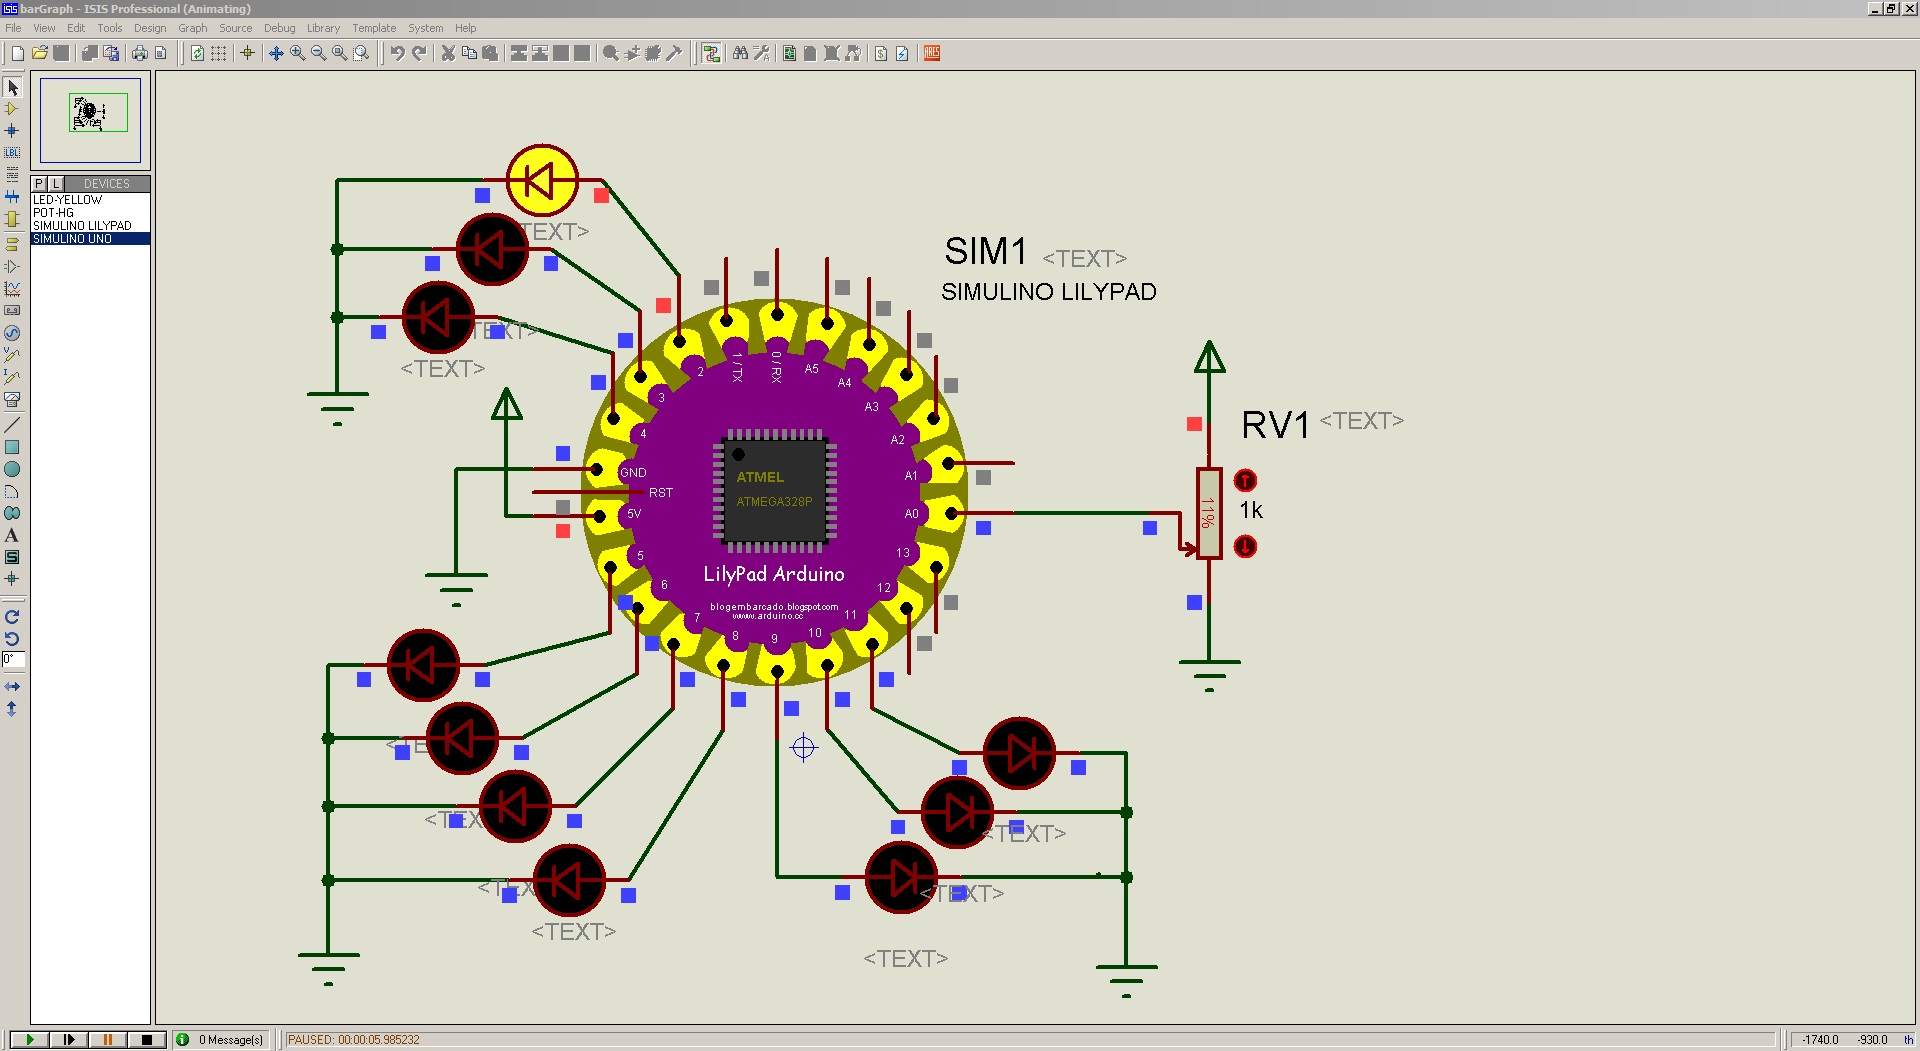 barGraph - ISIS Professional (Animating)
File View Edit Tools Design Graph Source Debug Library Template System Help
ARES
LBL
P L DEVICES
LED-YELLOW
POT-HG
SIMULINO LILYPAD
SIMULINO UNO
A
S
0°
TEXT>
TEXT>
<TEXT>
SIM1 <TEXT>
SIMULINO LILYPAD
2
1 / TX
0 / RX
A5
A4
3
A3
4
A2
GND
A1
RST
5V
A0
5
13
6
12
7
11
8
10
9
ATMEL
ATMEGA328P
LilyPad Arduino
blogembarcado.blogspot.com
www.arduino.cc
RV1 <TEXT>
11%
1k
<TE
<TEX
<TEX
<TEXT>
<TEXT>
<TEXT>
<TEXT>
0 Message(s)
PAUSED: 00:00:05.985232
-1740.0 -930.0 th